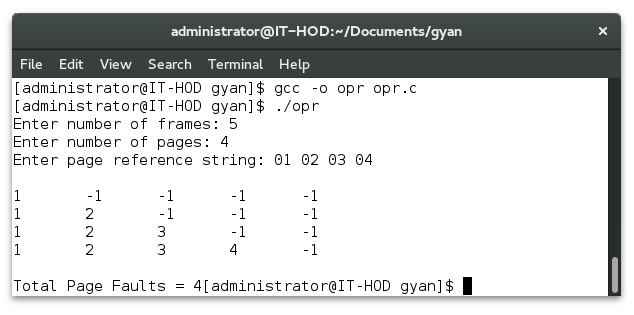 administrator@IT-HOD:~/Documents/gyan ×
File Edit View Search Terminal Help
[administrator@IT-HOD gyan]$ gcc -o opr opr.c
[administrator@IT-HOD gyan]$ ./opr
Enter number of frames: 5
Enter number of pages: 4
Enter page reference string: 01 02 03 04
1 -1 -1 -1 -1
1 2 -1 -1 -1
1 2 3 -1 -1
1 2 3 4 -1
Total Page Faults = 4[administrator@IT-HOD gyan]$